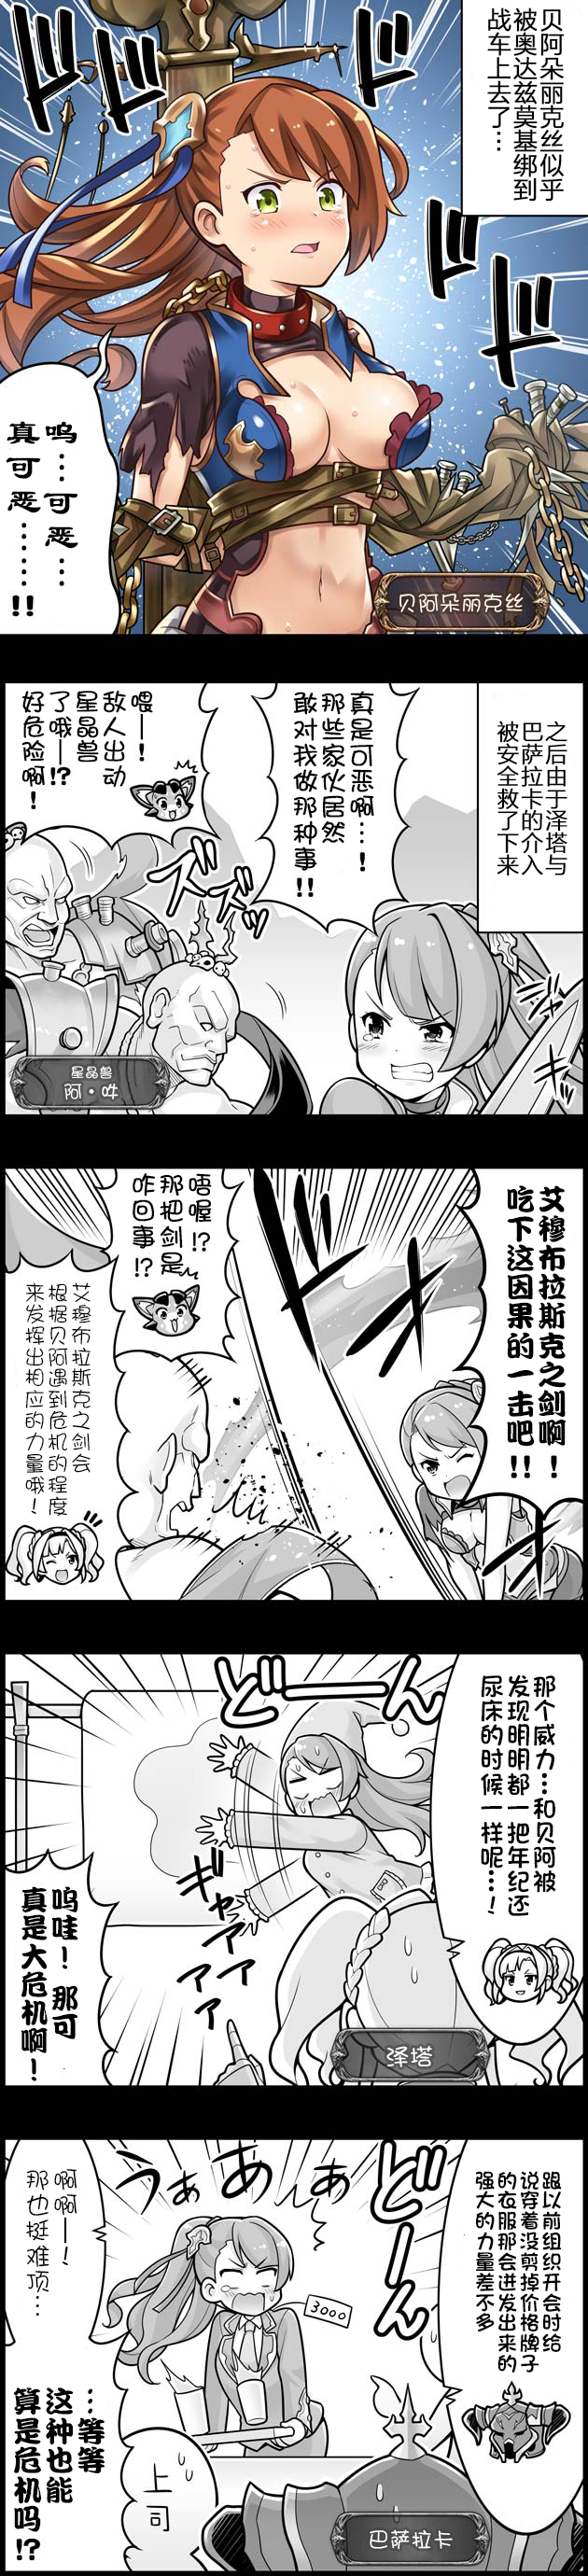 贝阿朵丽克丝似乎
被奥达兹莫基绑到
战车上去了…
ドドド
ドドド
呜…可恶…
真可恶……!!
贝阿朵丽克丝
之后由于泽塔与
巴萨拉卡的介入
被安全救了下来
真是可恶啊…!
那些家伙居然
敢对我做那种事!!
喂—!
敌人出动
星晶兽
了哦—!?
好危险啊!
ズズズッ
星晶兽
阿·吽
艾穆布拉斯克之剑啊!
吃下这因果的一击吧!!
唔喔!?
那把剑是
咋回事!?
艾穆布拉斯克之剑会
根据贝阿遇到危机的程度
来发挥出相应的力量哦!
那个威力…和贝阿被
发现明明都一把年纪还
尿床的时候一样呢…!
どーーん
ギャアアアア
呜哇!那可
真是大危机啊!
泽塔
跟以前组织开会时给
说穿着没剪掉价格牌子
的衣服那会迸发出来的
强大的力量差不多
どーん
うぁあぁ
3000
啊啊—!
那也挺难顶…
…等等
这种也能
算是危机吗!?
上司
巴萨拉卡